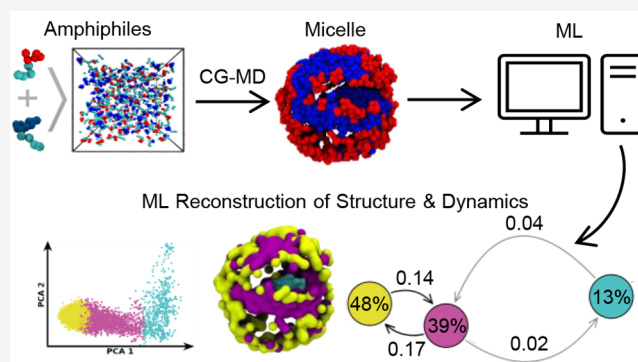 Amphiphiles
Micelle
ML
+
CG-MD
ML Reconstruction of Structure & Dynamics
0.04
PCA 2
PCA 1
48%
0.14
0.17
39%
13%
0.02